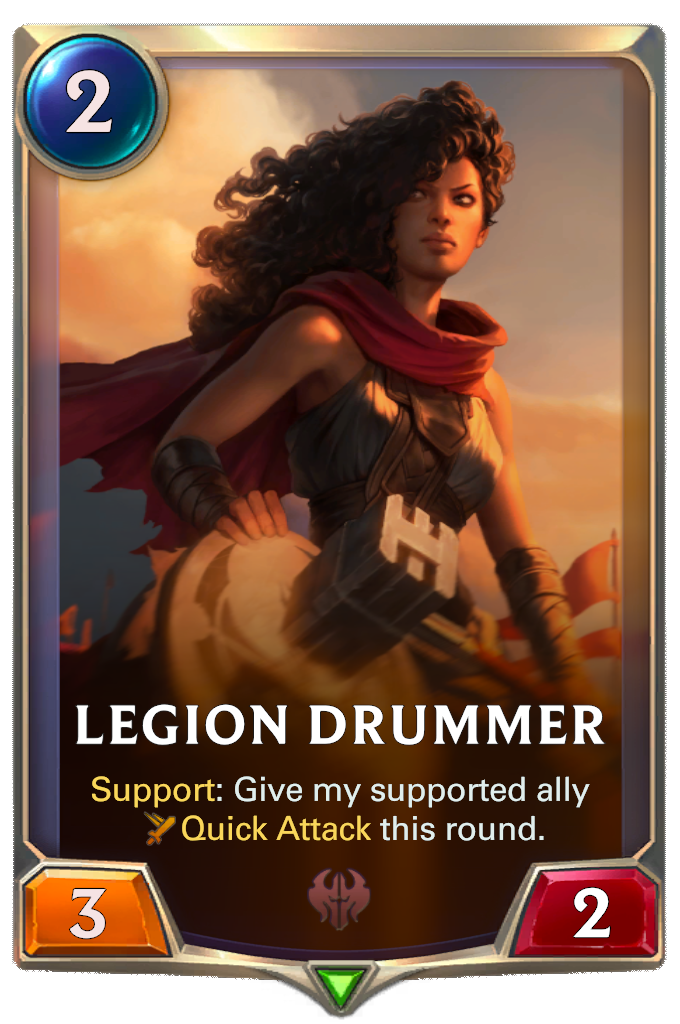 2
LEGION DRUMMER
Support: Give my supported ally
Quick Attack this round.
3
2